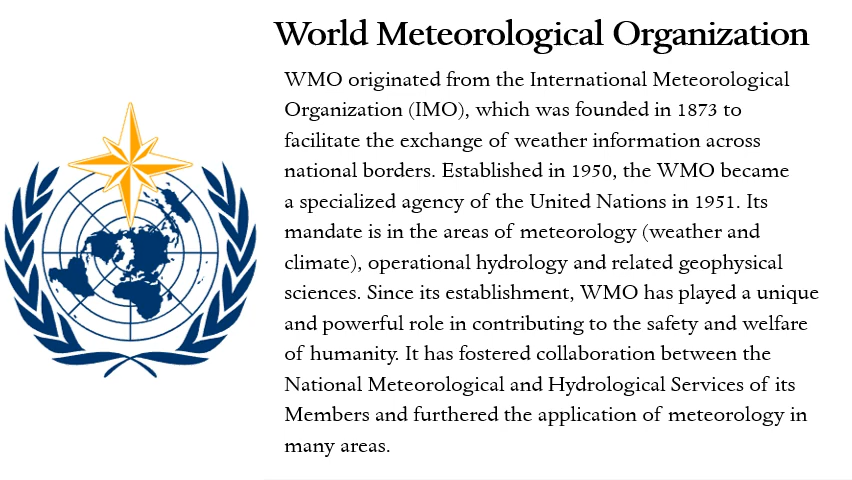 World Meteorological Organization
WMO originated from the International Meteorological
Organization (IMO), which was founded in 1873 to
facilitate the exchange of weather information across
national borders. Established in 1950, the WMO became
a specialized agency of the United Nations in 1951. Its
mandate is in the areas of meteorology (weather and
climate), operational hydrology and related geophysical
sciences. Since its establishment, WMO has played a unique
and powerful role in contributing to the safety and welfare
of humanity. It has fostered collaboration between the
National Meteorological and Hydrological Services of its
Members and furthered the application of meteorology in
many areas.